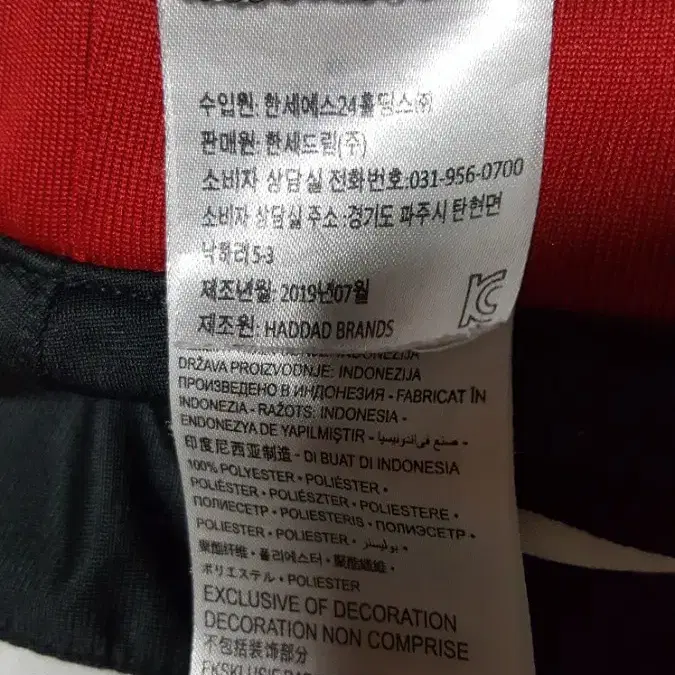 수입원: 한세예스24홀딩스㈜
판매원: 한세드림(주)
소비자 상담실 전화번호:031-956-0700
소비자 상담실 주소 :경기도 파주시 탄현면
낙하리 5-3
제조년월: 2019년07월
제조원: HADDAD BRANDS
DRŽAVA PROIZVODNJE: INDONEZIJA
ПРОИЗВЕДЕНО В ИНДОНЕЗИЯ • FABRICAT ÎN
INDONEZIA • RAŽOTS: INDONESIA •
ENDONEZYA DE YAPILMIŞTIR • صنع في أندونيسيا •
印度尼西亚制造 • DI BUAT DI INDONESIA
100% POLYESTER • POLIÉSTER •
POLIÉSTER • POLIÉSZTER • POLIESTERE •
ПОЛИЕСТЕР • POLIESTERIS • ПОЛИЭСТЕР •
POLIESTER • POLIESTER • بوليستر •
聚酯纤维 • 폴리에스터 • 聚酯纖維 •
ポリエステル • POLIESTER
EXCLUSIVE OF DECORATION
DECORATION NON COMPRISE
不包括装饰部分